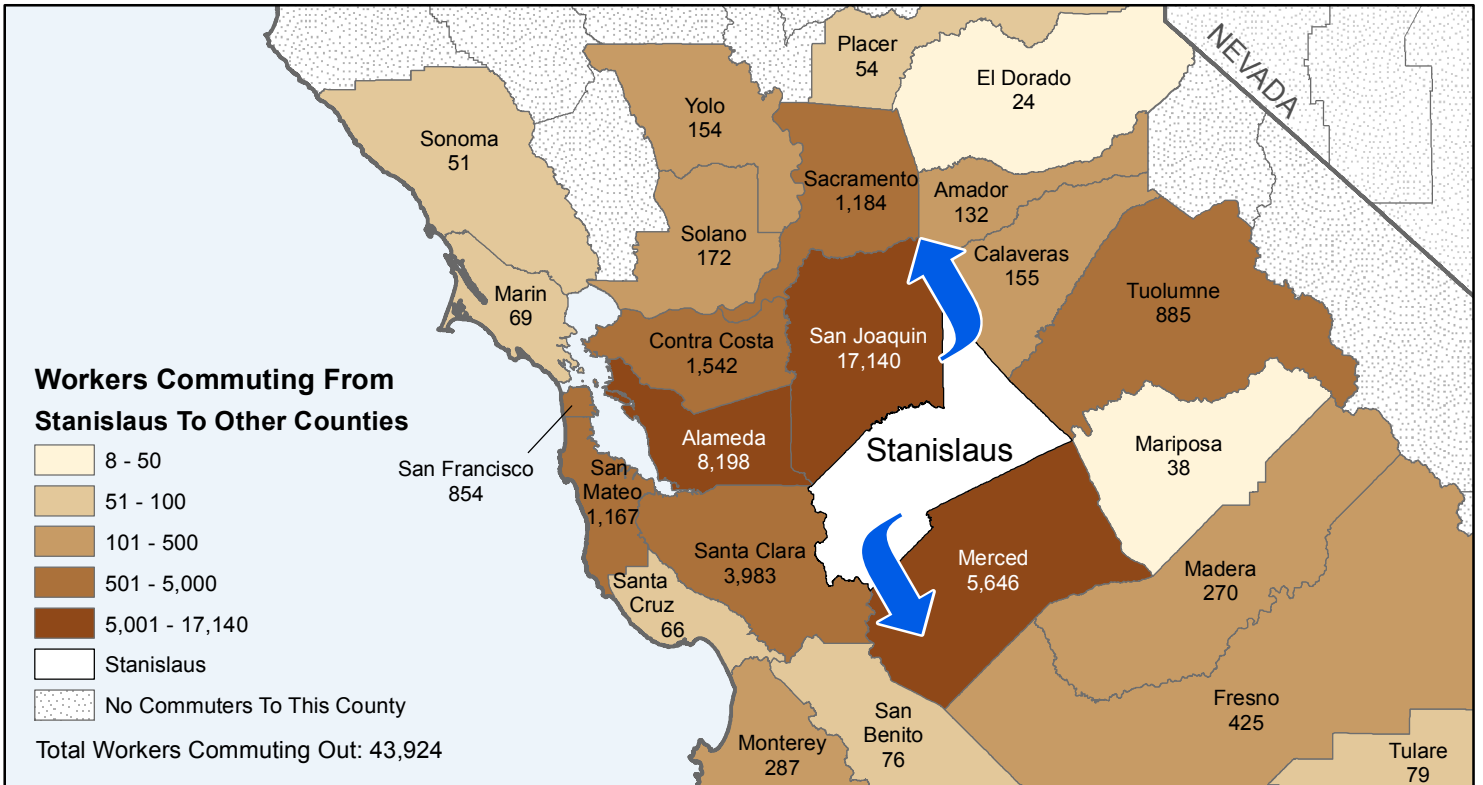 Placer
54
El Dorado
24
NEVADA
Yolo
154
Sonoma
51
Sacramento
1,184
Amador
132
Solano
172
Calaveras
155
Marin
69
Tuolumne
885
Contra Costa
1,542
San Joaquin
17,140
Alameda
8,198
Stanislaus
Mariposa
38
San Francisco
854
San
Mateo
1,167
Santa Clara
3,983
Merced
5,646
Madera
270
Santa
Cruz
66
Fresno
425
San
Benito
76
Monterey
287
Tulare
79
Workers Commuting From
Stanislaus To Other Counties
8 - 50
51 - 100
101 - 500
501 - 5,000
5,001 - 17,140
Stanislaus
No Commuters To This County
Total Workers Commuting Out: 43,924